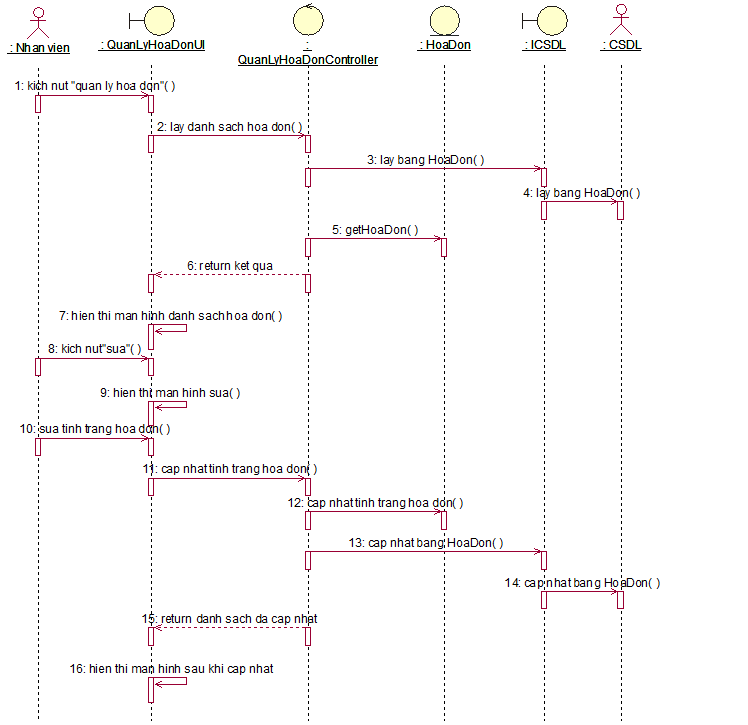 : Nhan vien
: QuanLyHoaDonUI
:
QuanLyHoaDonController
: HoaDon
: ICSDL
: CSDL
1: kich nut "quan ly hoa don"( )
2: lay danh sach hoa don( )
3: lay bang HoaDon( )
4: lay bang HoaDon( )
5: getHoaDon( )
6: return ket qua
7: hien thi man hinh danh sach hoa don( )
8: kich nut"sua"( )
9: hien thi man hinh sua( )
10: sua tinh trang hoa don( )
11: cap nhat tinh trang hoa don( )
12: cap nhat tinh trang hoa don( )
13: cap nhat bang HoaDon( )
14: cap nhat bang HoaDon( )
15: return danh sach da cap nhat
16: hien thi man hinh sau khi cap nhat